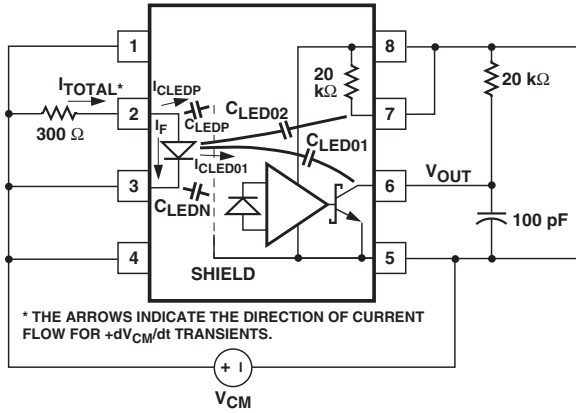 1
8
I_TOTAL*
I_CLEDP
20 kΩ
20 kΩ
C_LED02
2
7
300 Ω
C_LEDP
I_F
C_LED01
I_CLED01
3
6
V_OUT
C_LEDN
100 pF
4
5
SHIELD
* THE ARROWS INDICATE THE DIRECTION OF CURRENT
FLOW FOR +dV_CM/dt TRANSIENTS.
+ −
V_CM